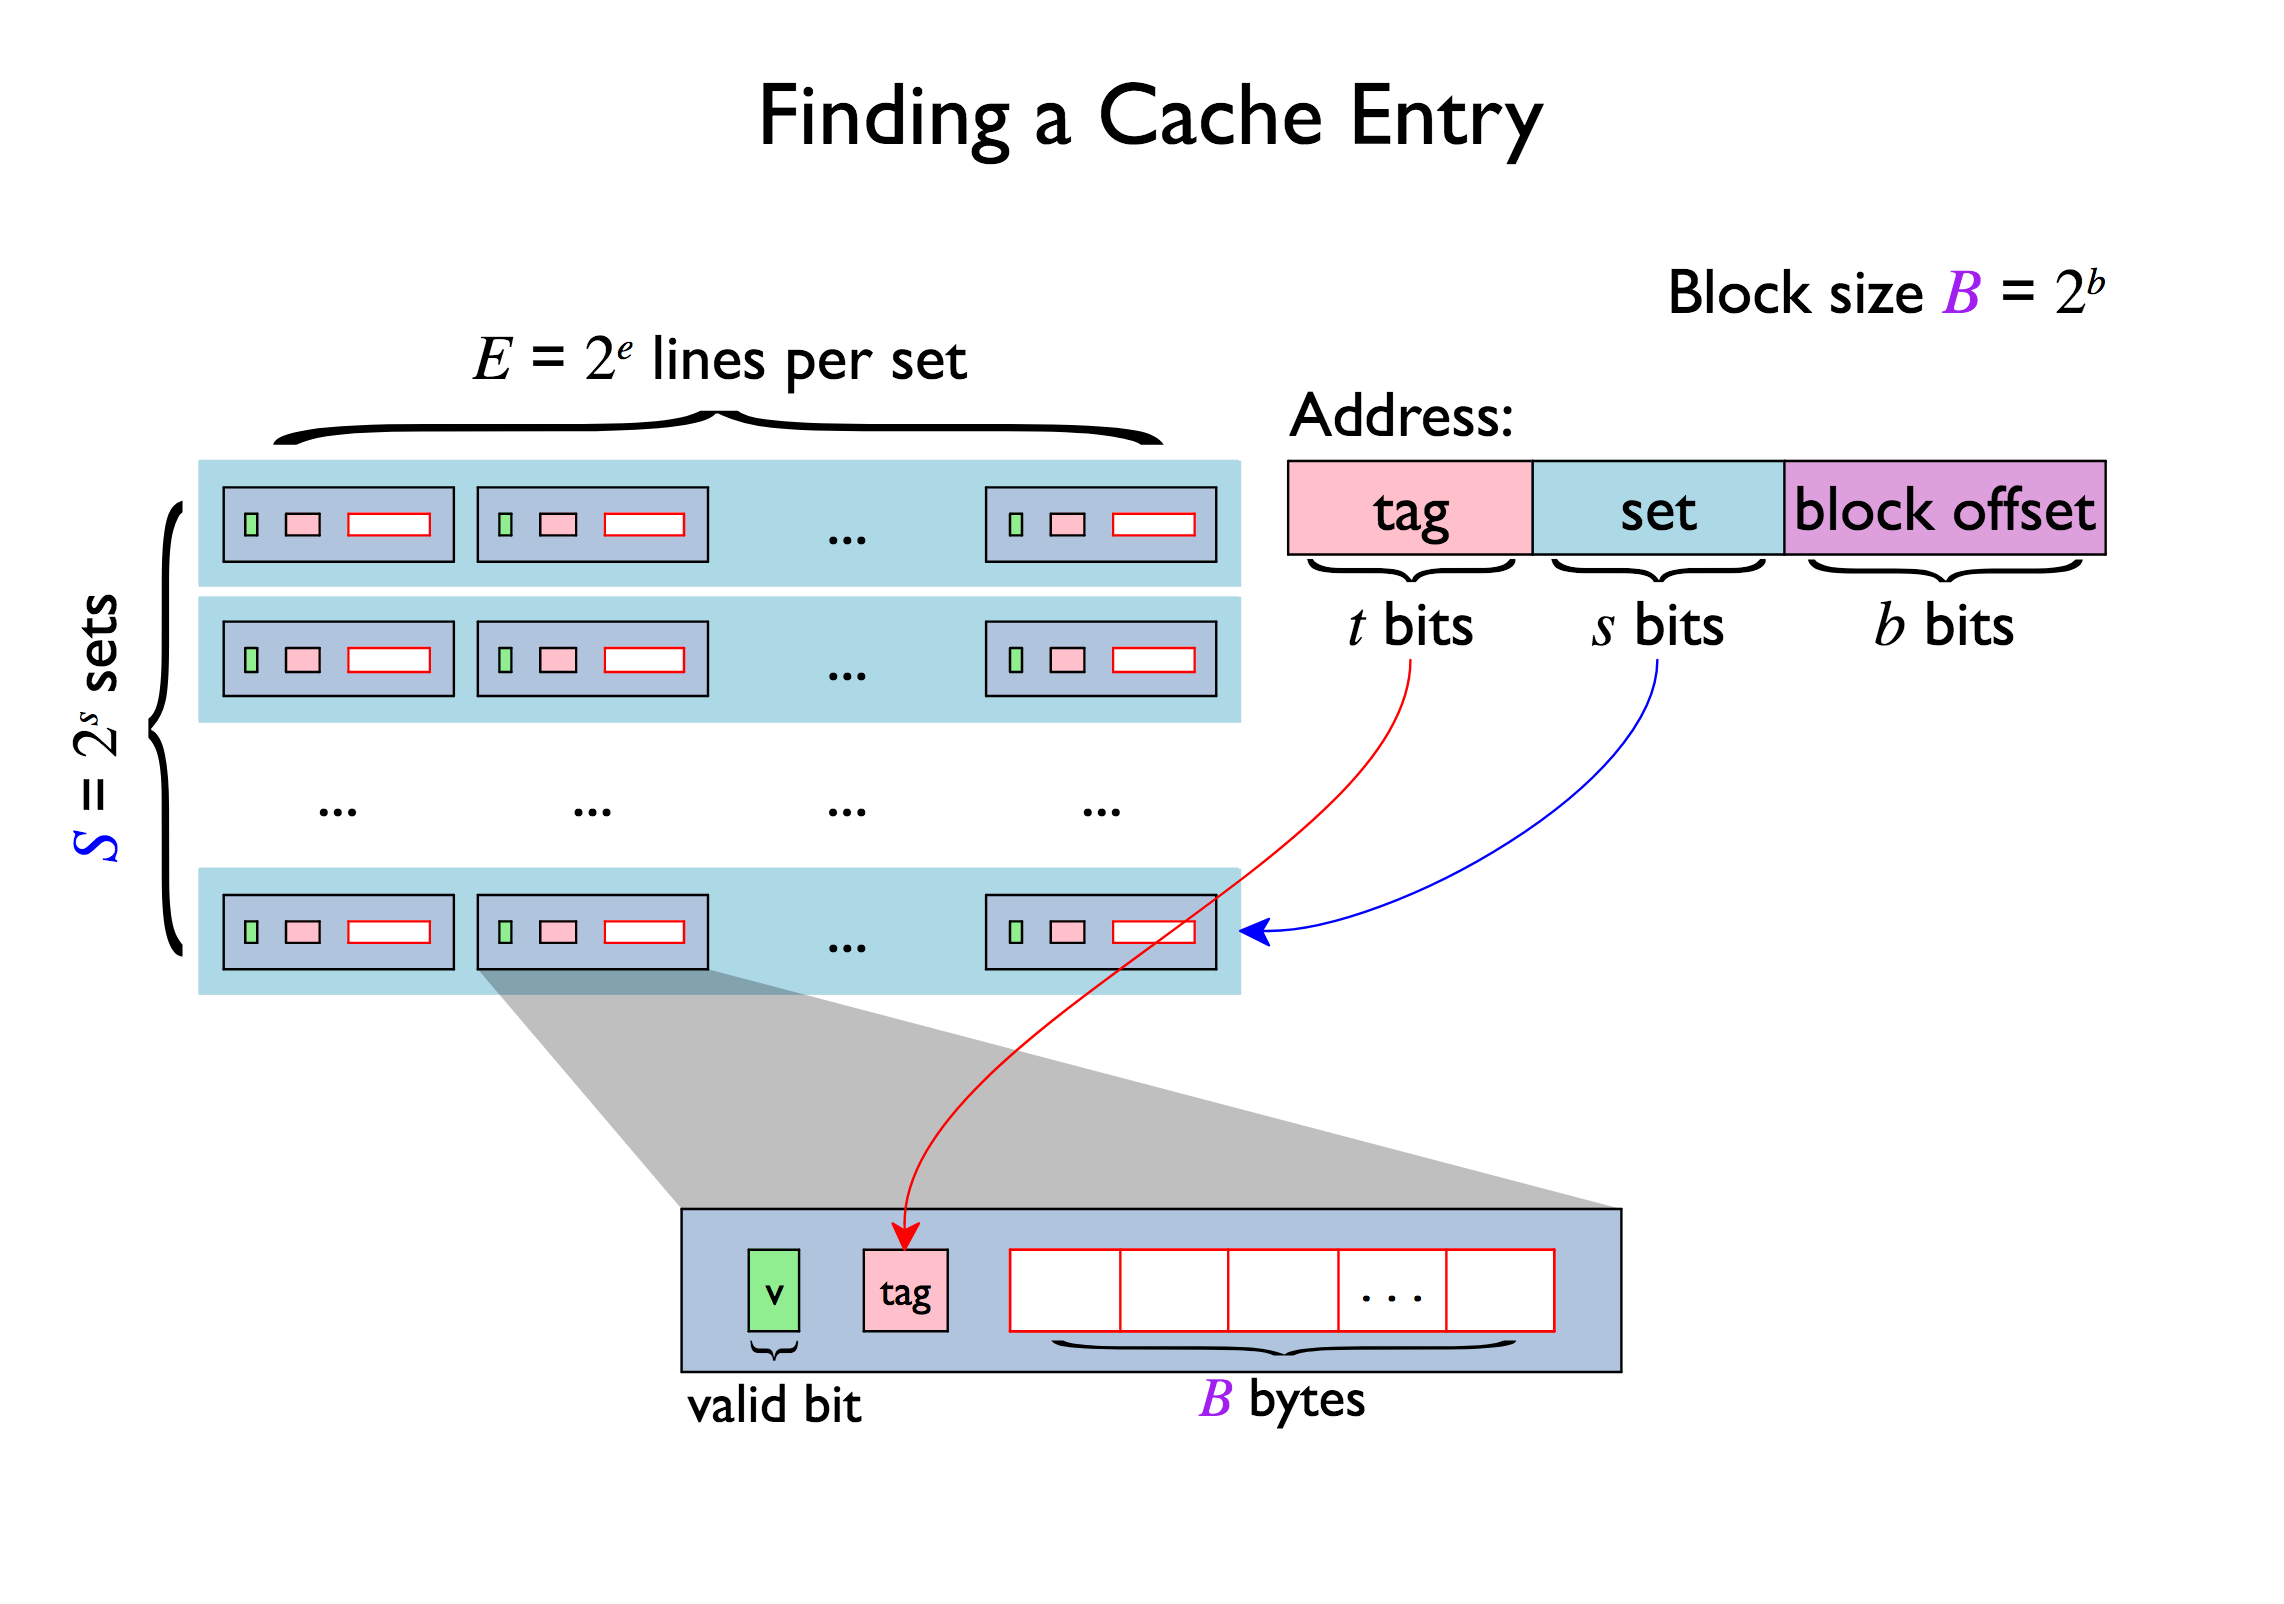 Finding a Cache Entry
Block size B = 2^b
E = 2^e lines per set
Address:
tag set block offset
t bits s bits b bits
S = 2^s sets
...
...
... ... ... ...
...
v tag ...
valid bit B bytes